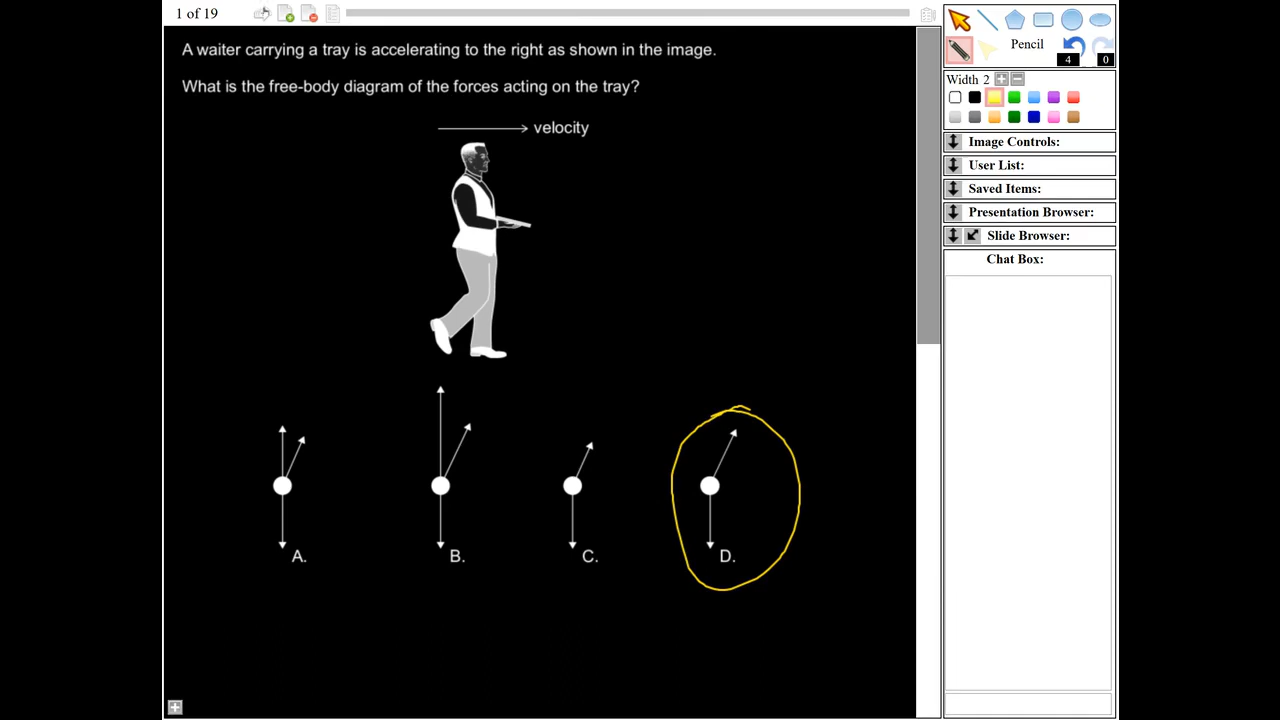 1 of 19
A waiter carrying a tray is accelerating to the right as shown in the image.
What is the free-body diagram of the forces acting on the tray?
velocity
A.
B.
C.
D.
Pencil
4
0
Width 2
Image Controls:
User List:
Saved Items:
Presentation Browser:
Slide Browser:
Chat Box: